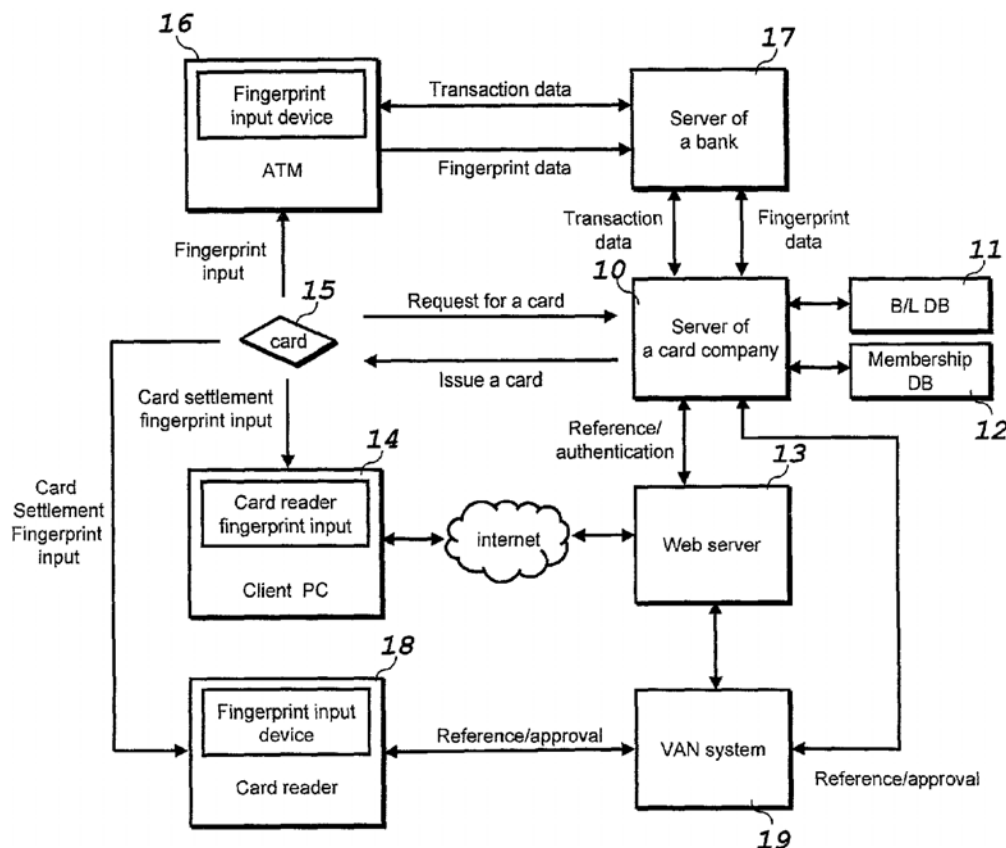 16
Fingerprint
input device
ATM
Transaction data
Fingerprint data
17
Server of
a bank
Fingerprint
input
Transaction
data
Fingerprint
data
15
card
Request for a card
Issue a card
10
Server of
a card company
11
B/L DB
Membership
DB
12
Card settlement
fingerprint input
Reference/
authentication
14
Card reader
fingerprint input
Client PC
internet
13
Web server
Card
Settlement
Fingerprint
input
18
Fingerprint input
device
Card reader
Reference/approval
VAN system
19
Reference/approval